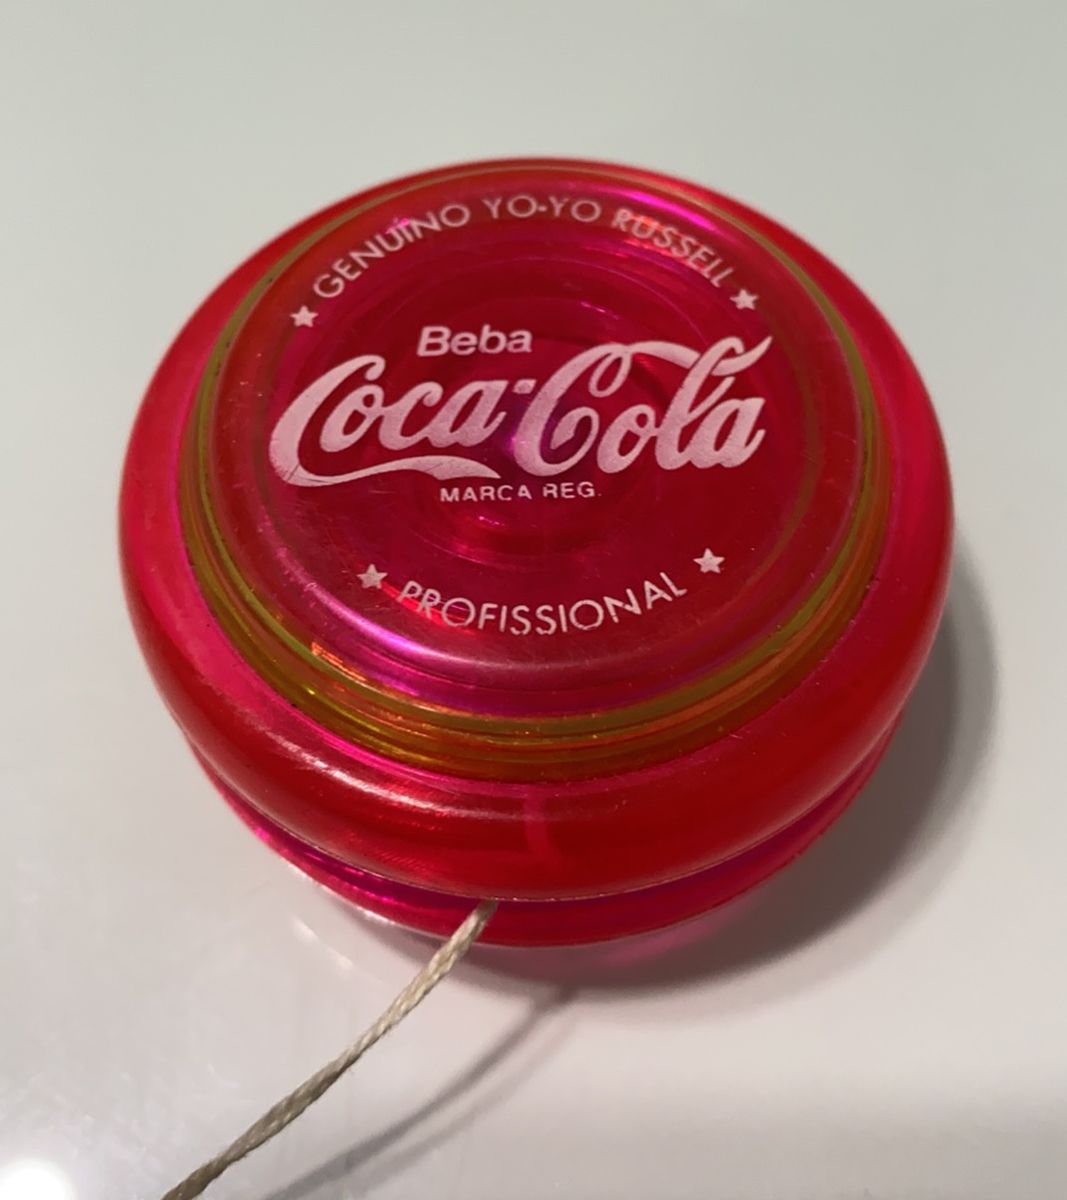 GENUINO YO-YO RUSSELL
Beba
Coca-Cola
MARCA REG.
PROFISSIONAL